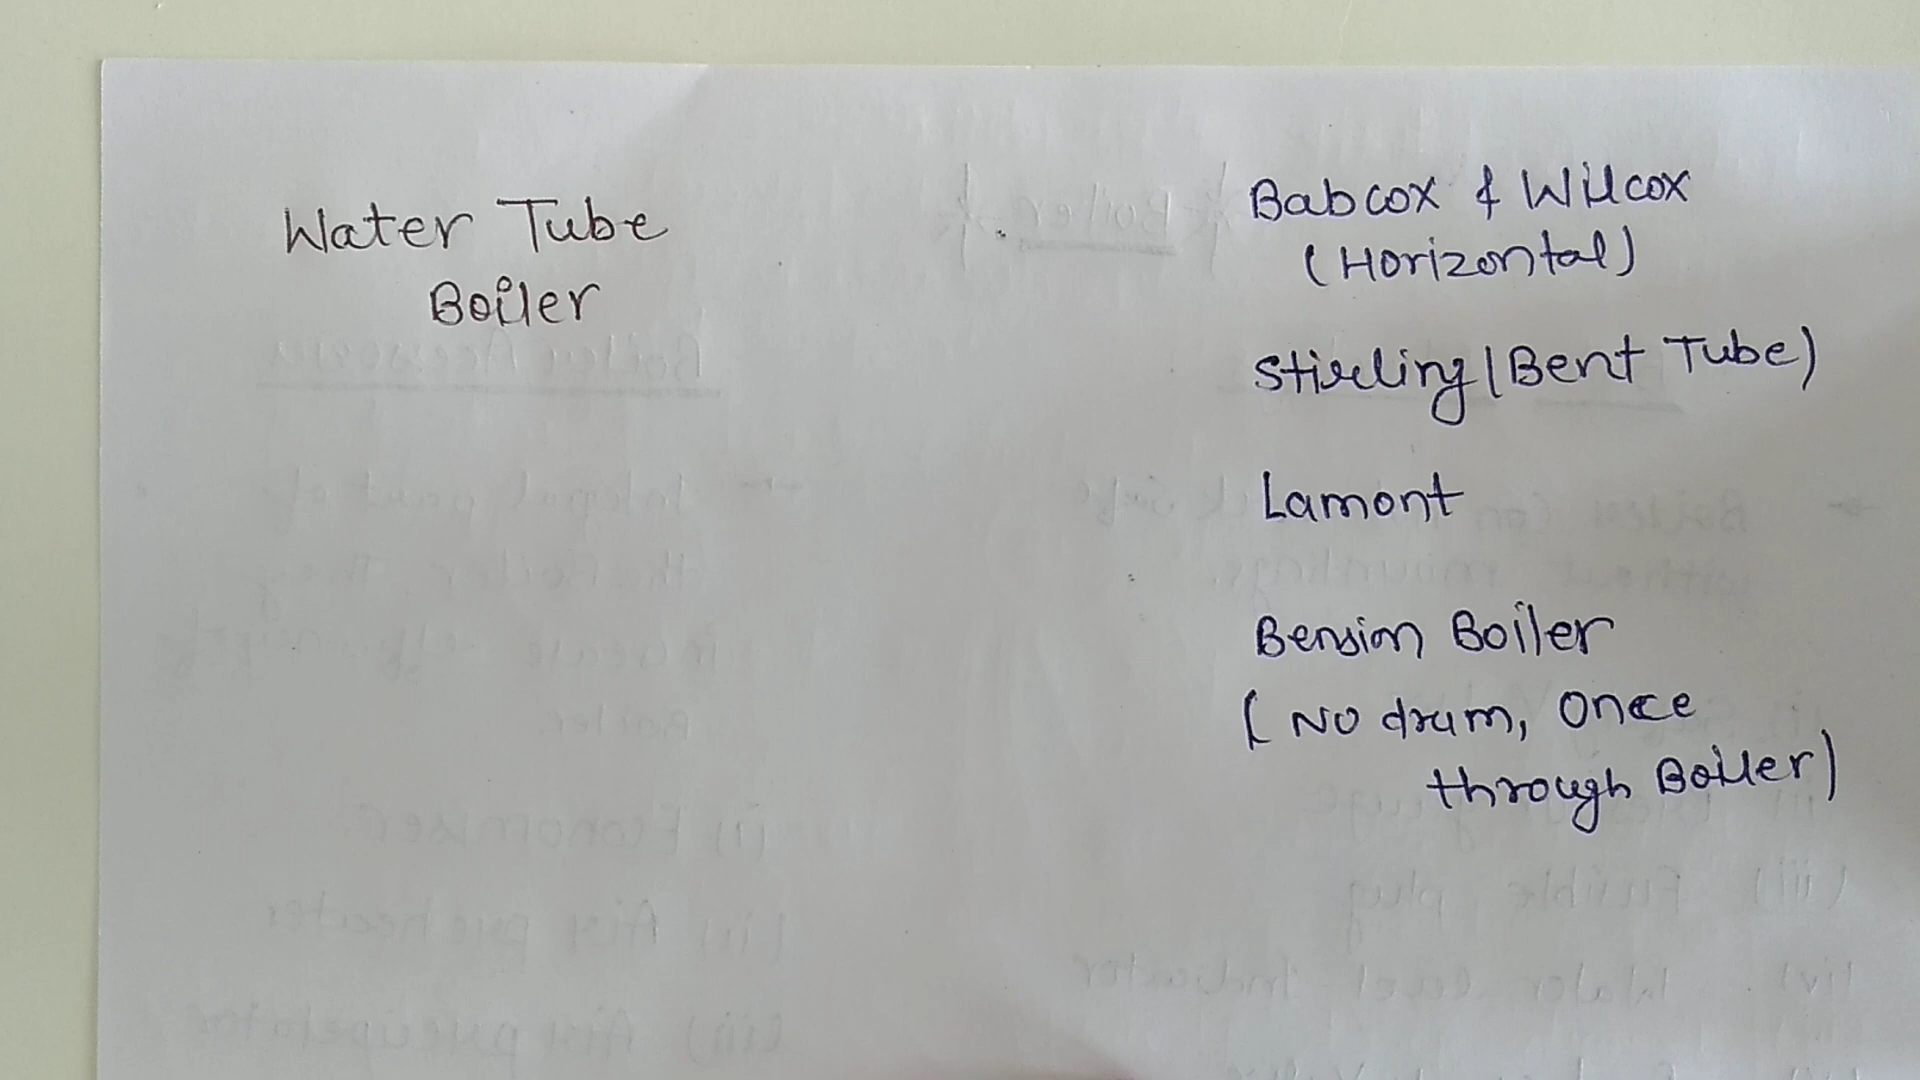 Water Tube
Boiler
Babcox & Wilcox
(Horizontal)
Stirling (Bent Tube)
Lamont
Bension Boiler
(No drum, Once
through Boiler)